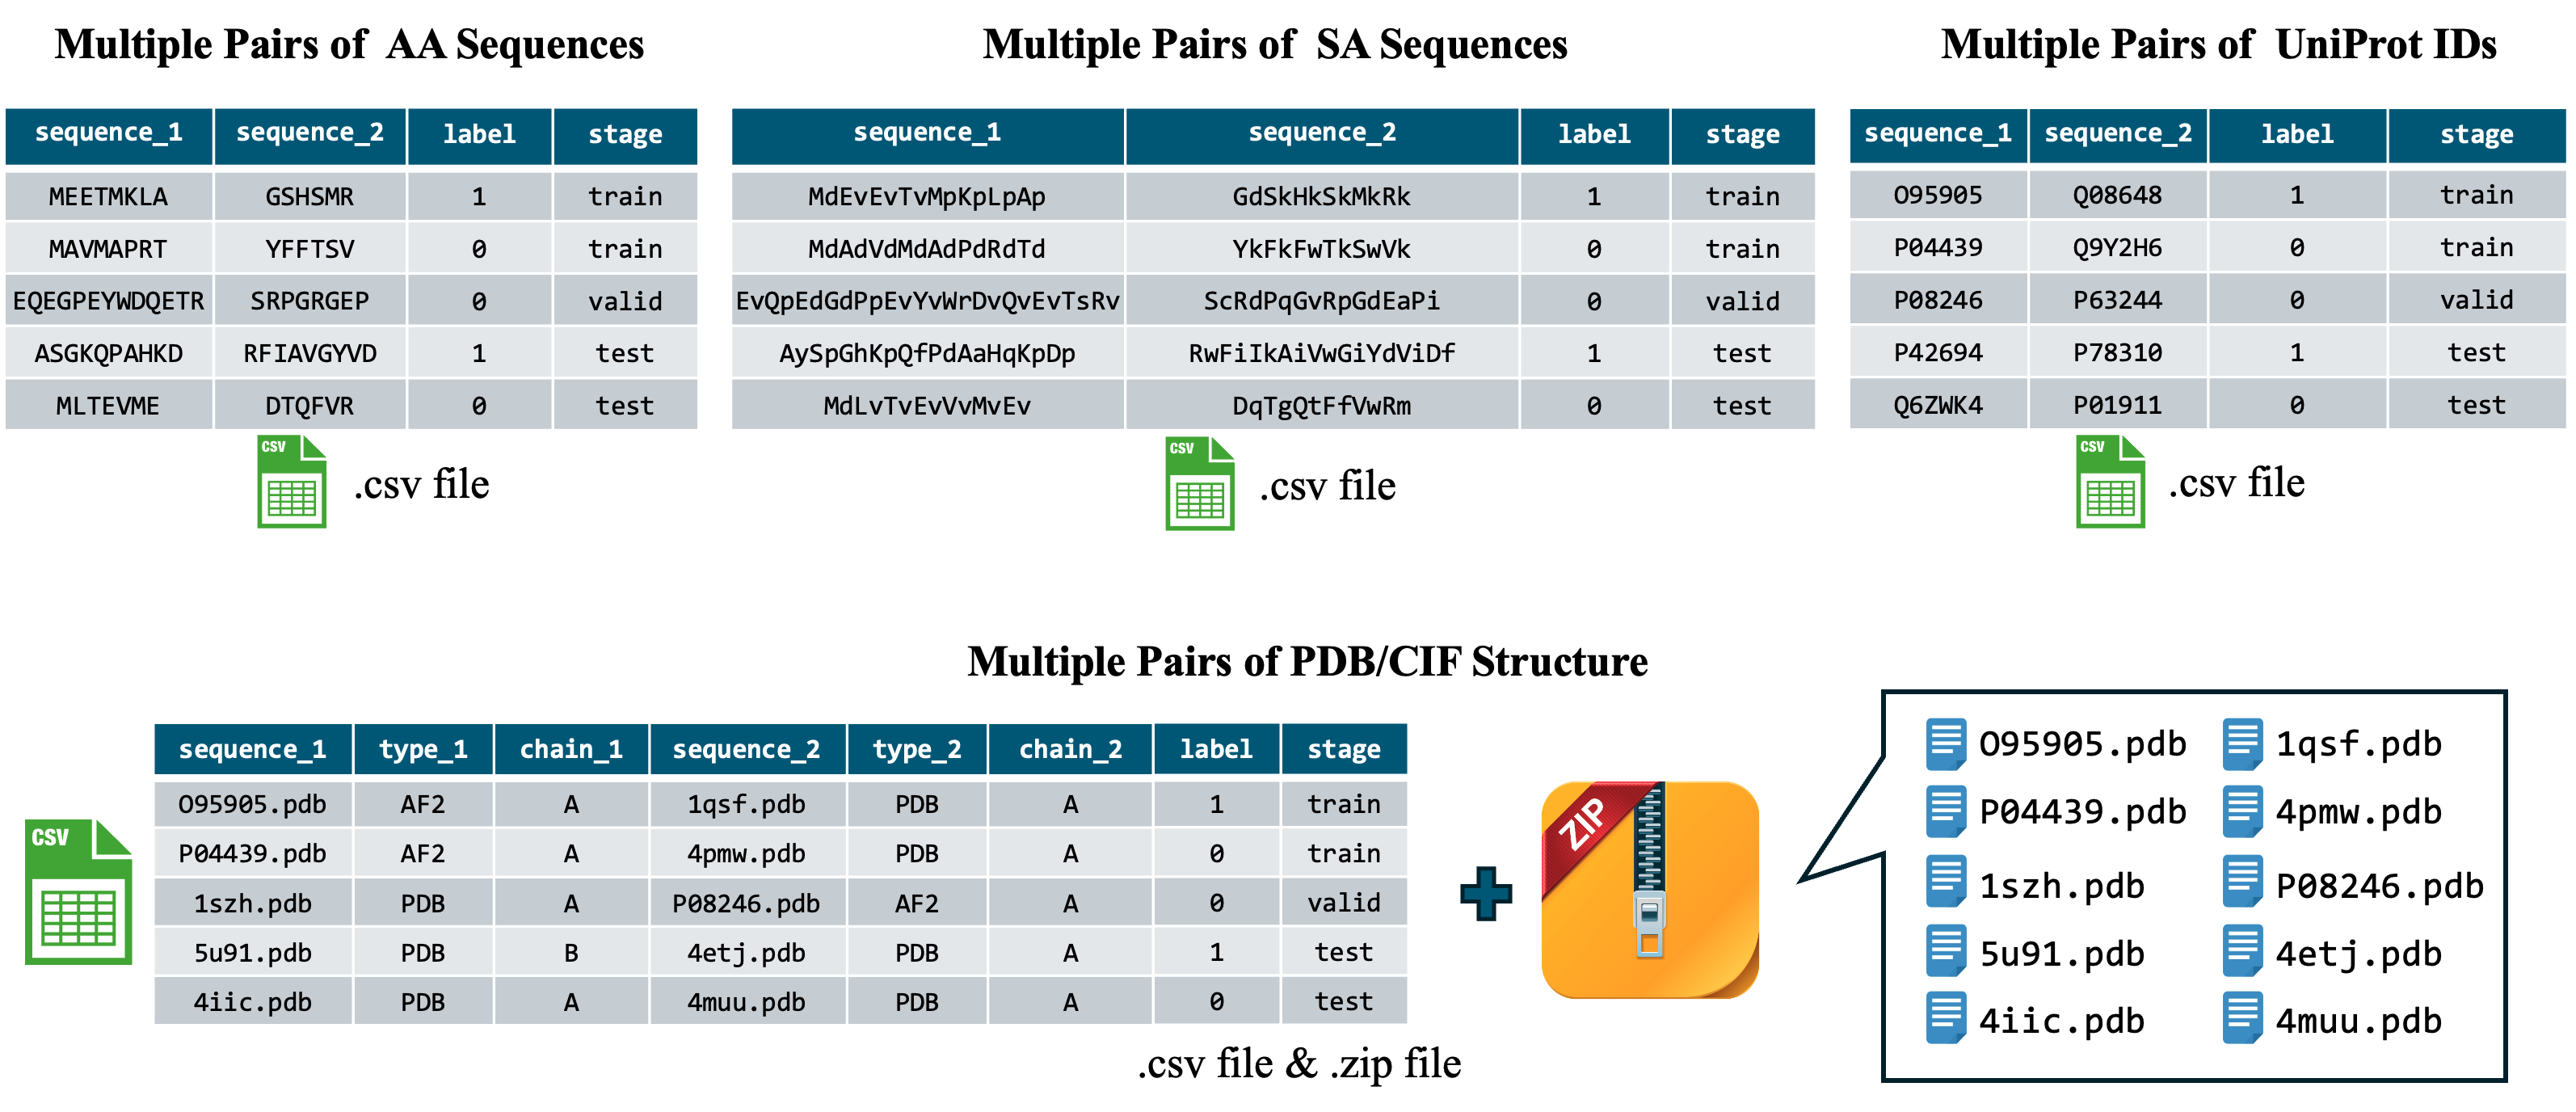 Multiple Pairs of AA Sequences
sequence_1 sequence_2 label stage
MEETMKLA GSHSMR 1 train
MAVMAPRT YFFTSV 0 train
EQEGPEYWDQETR SRPGRGEP 0 valid
ASGKQPAHKD RFIAVGYVD 1 test
MLTEVME DTQFVR 0 test
CSV .csv file
Multiple Pairs of SA Sequences
sequence_1 sequence_2 label stage
MdEvEvTvMpKpLpAp GdSkHkSkMkRk 1 train
MdAdVdMdAdPdRdTd YkFkFwTkSwVk 0 train
EvQpEdGdPpEvYvWrDvQvEvTsRv ScRdPqGvRpGdEaPi 0 valid
AySpGhKpQfPdAaHqKpDp RwFiIkAiVwGiYdViDf 1 test
MdLvTvEvVvMvEv DqTgQtFfVwRm 0 test
CSV .csv file
Multiple Pairs of UniProt IDs
sequence_1 sequence_2 label stage
O95905 Q08648 1 train
P04439 Q9Y2H6 0 train
P08246 P63244 0 valid
P42694 P78310 1 test
Q6ZWK4 P01911 0 test
CSV .csv file
Multiple Pairs of PDB/CIF Structure
CSV
sequence_1 type_1 chain_1 sequence_2 type_2 chain_2 label stage
O95905.pdb AF2 A 1qsf.pdb PDB A 1 train
P04439.pdb AF2 A 4pmw.pdb PDB A 0 train
1szh.pdb PDB A P08246.pdb AF2 A 0 valid
5u91.pdb PDB B 4etj.pdb PDB A 1 test
4iic.pdb PDB A 4muu.pdb PDB A 0 test
ZIP
O95905.pdb 1qsf.pdb
P04439.pdb 4pmw.pdb
1szh.pdb P08246.pdb
5u91.pdb 4etj.pdb
4iic.pdb 4muu.pdb
.csv file & .zip file